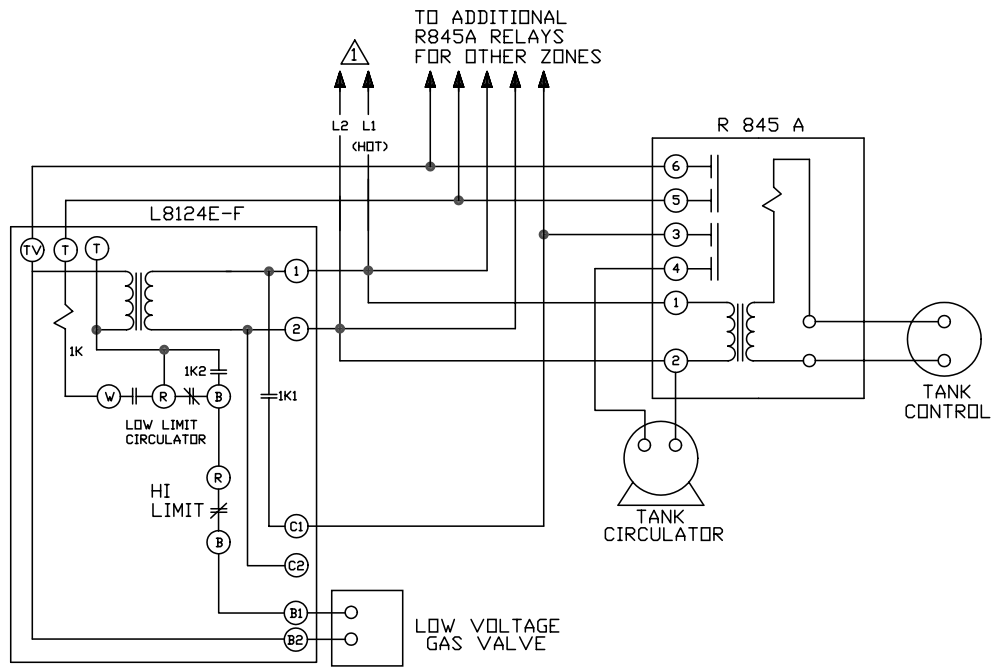 TO ADDITIONAL
R845A RELAYS
FOR OTHER ZONES
1
L2 L1
(HOT)
R 845 A
6
5
3
4
1
2
L8124E-F
TV T T
1
2
1K
1K2
1K1
W R B
LOW LIMIT
CIRCULATOR
R
HI
LIMIT
B
C1
C2
B1
B2
LOW VOLTAGE
GAS VALVE
TANK
CIRCULATOR
TANK
CONTROL